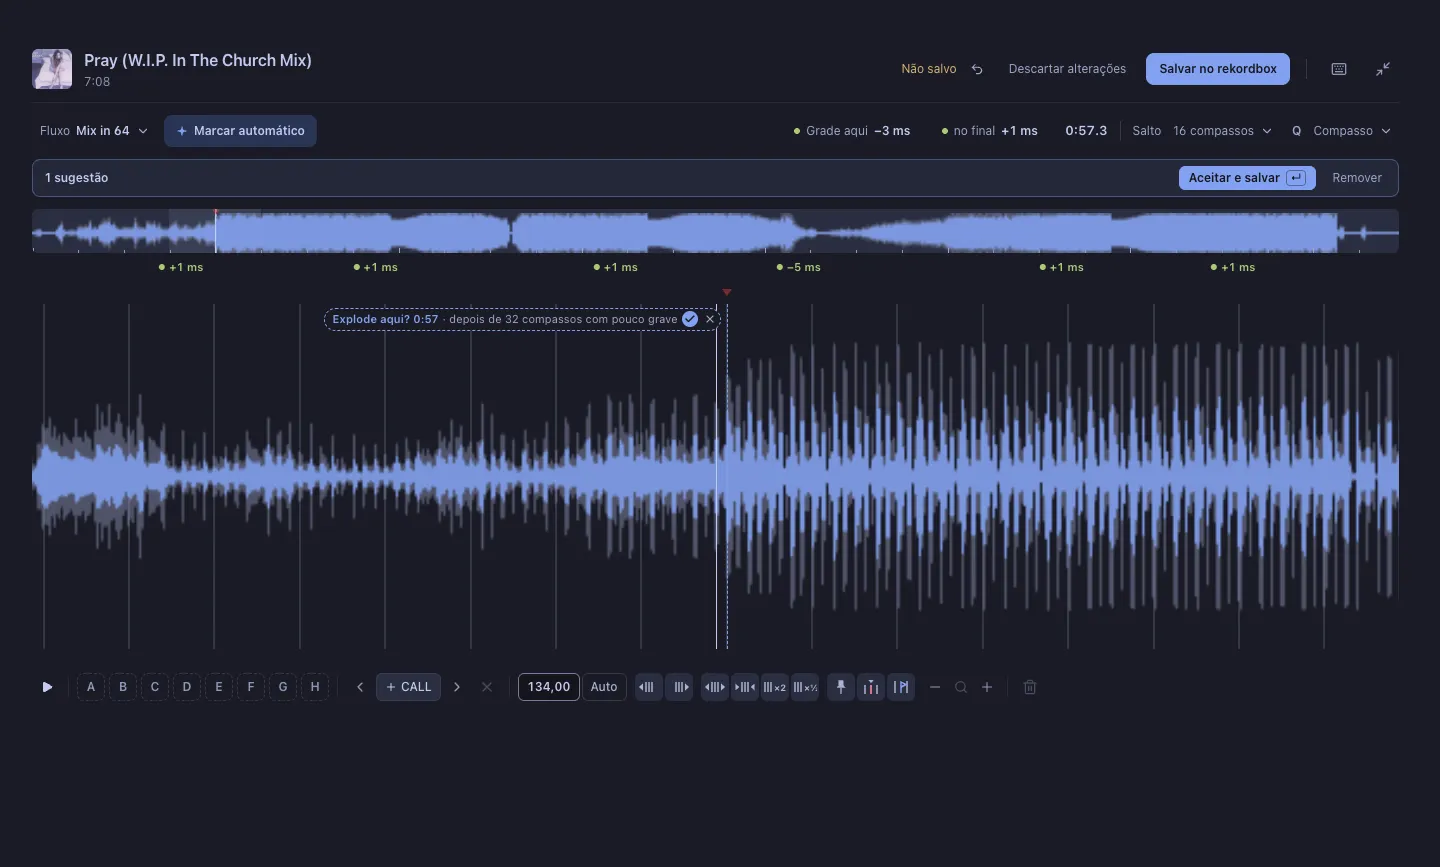 Pray (W.I.P. In The Church Mix)
7:08
Não salvo
Descartar alterações
Salvar no rekordbox
Fluxo Mix in 64
Marcar automático
Grade aqui −3 ms
no final +1 ms
0:57.3
Salto 16 compassos
Q Compasso
1 sugestão
Aceitar e salvar
Remover
+1 ms
+1 ms
+1 ms
−5 ms
+1 ms
+1 ms
Explode aqui? 0:57 · depois de 32 compassos com pouco grave
A B C D E F G H
+ CALL
134,00
Auto
×2
×½